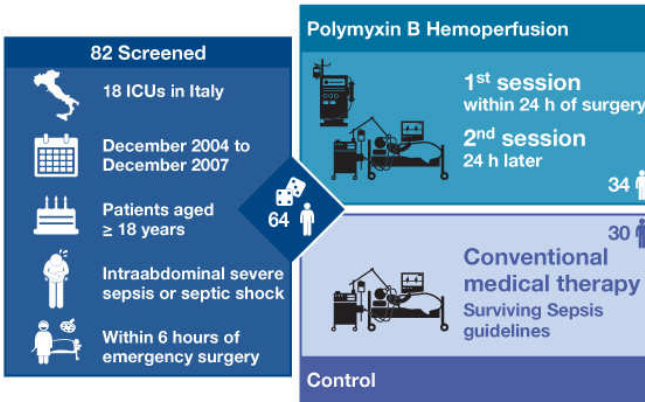 82 Screened
18 ICUs in Italy
December 2004 to
December 2007
Patients aged
≥ 18 years
Intraabdominal severe
sepsis or septic shock
Within 6 hours of
emergency surgery
64
Polymyxin B Hemoperfusion
1st session
within 24 h of surgery
2nd session
24 h later
34
30
Conventional
medical therapy
Surviving Sepsis
guidelines
Control